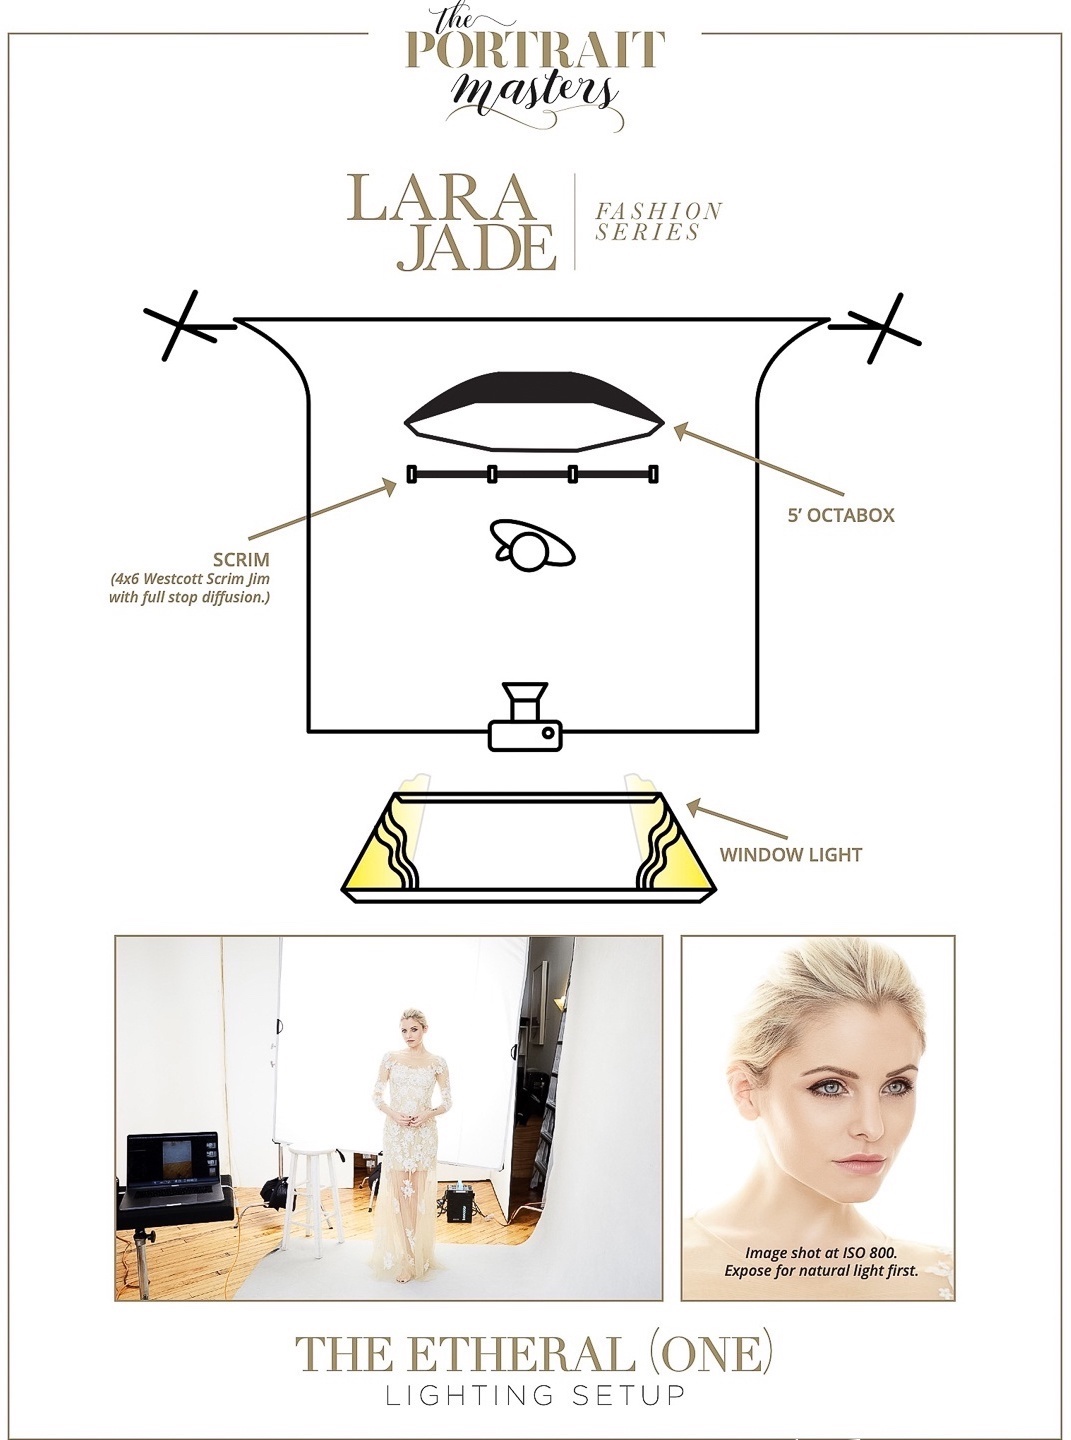 the
PORTRAIT
masters
LARA
JADE
FASHION
SERIES
5' OCTABOX
SCRIM
(4x6 Westcott Scrim Jim
with full stop diffusion.)
WINDOW LIGHT
Image shot at ISO 800.
Expose for natural light first.
THE ETHERAL (ONE)
LIGHTING SETUP